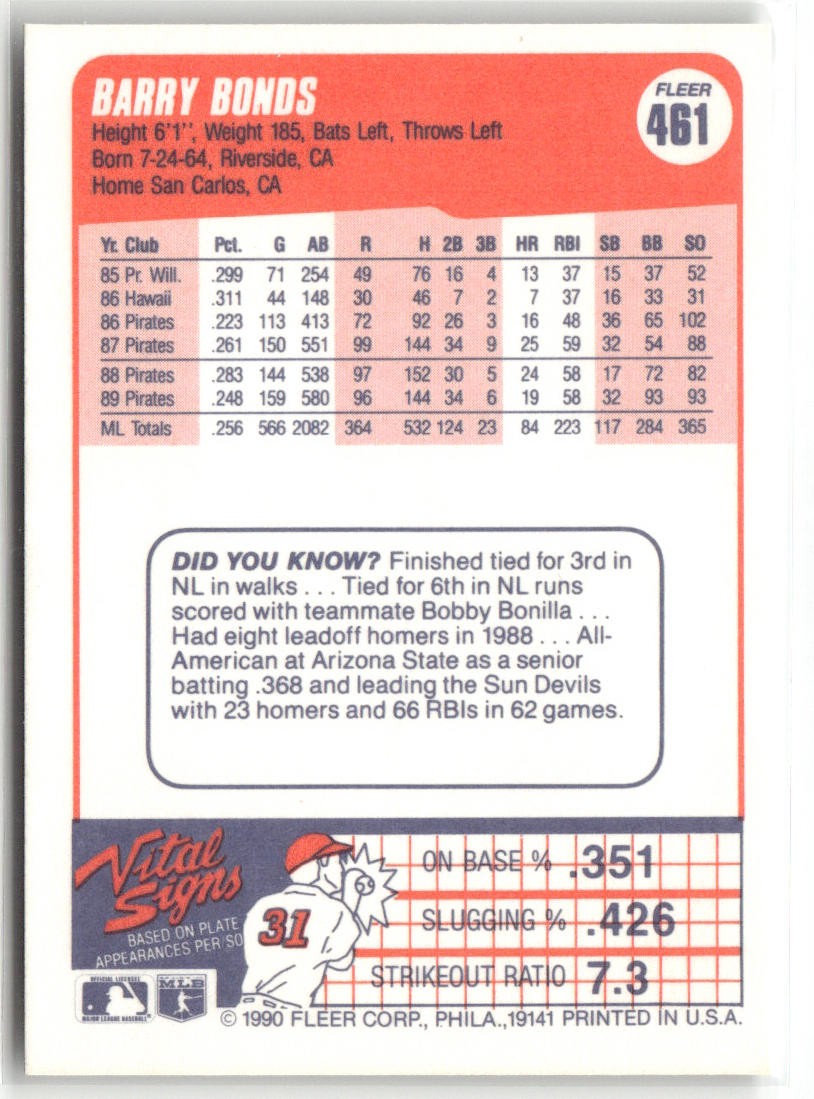 BARRY BONDS
FLEER
461
Height 6'1", Weight 185, Bats Left, Throws Left
Born 7-24-64, Riverside, CA
Home San Carlos, CA
Yr. Club Pct. G AB R H 2B 3B HR RBI SB BB SO
85 Pr. Will. .299 71 254 49 76 16 4 13 37 15 37 52
86 Hawaii .311 44 148 30 46 7 2 7 37 16 33 31
86 Pirates .223 113 413 72 92 26 3 16 48 36 65 102
87 Pirates .261 150 551 99 144 34 9 25 59 32 54 88
88 Pirates .283 144 538 97 152 30 5 24 58 17 72 82
89 Pirates .248 159 580 96 144 34 6 19 58 32 93 93
ML Totals .256 566 2082 364 532 124 23 84 223 117 284 365
DID YOU KNOW? Finished tied for 3rd in
NL in walks . . . Tied for 6th in NL runs
scored with teammate Bobby Bonilla . . .
Had eight leadoff homers in 1988 . . . All-
American at Arizona State as a senior
batting .368 and leading the Sun Devils
with 23 homers and 66 RBIs in 62 games.
Vital
Signs
BASED ON PLATE
APPEARANCES PER/SO
31
ON BASE % .351
SLUGGING % .426
STRIKEOUT RATIO 7.3
OFFICIAL LICENSEE
MAJOR LEAGUE BASEBALL
MLB
© 1990 FLEER CORP., PHILA.,19141 PRINTED IN U.S.A.